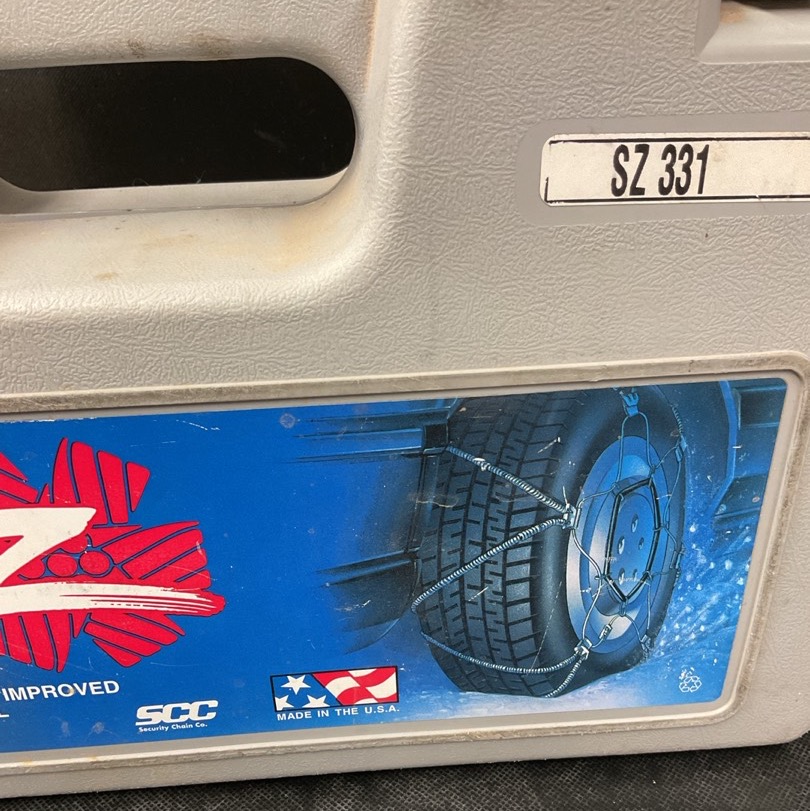 SZ 331
Z
IMPROVED
SCC
Security Chain Co.
MADE IN THE U.S.A.